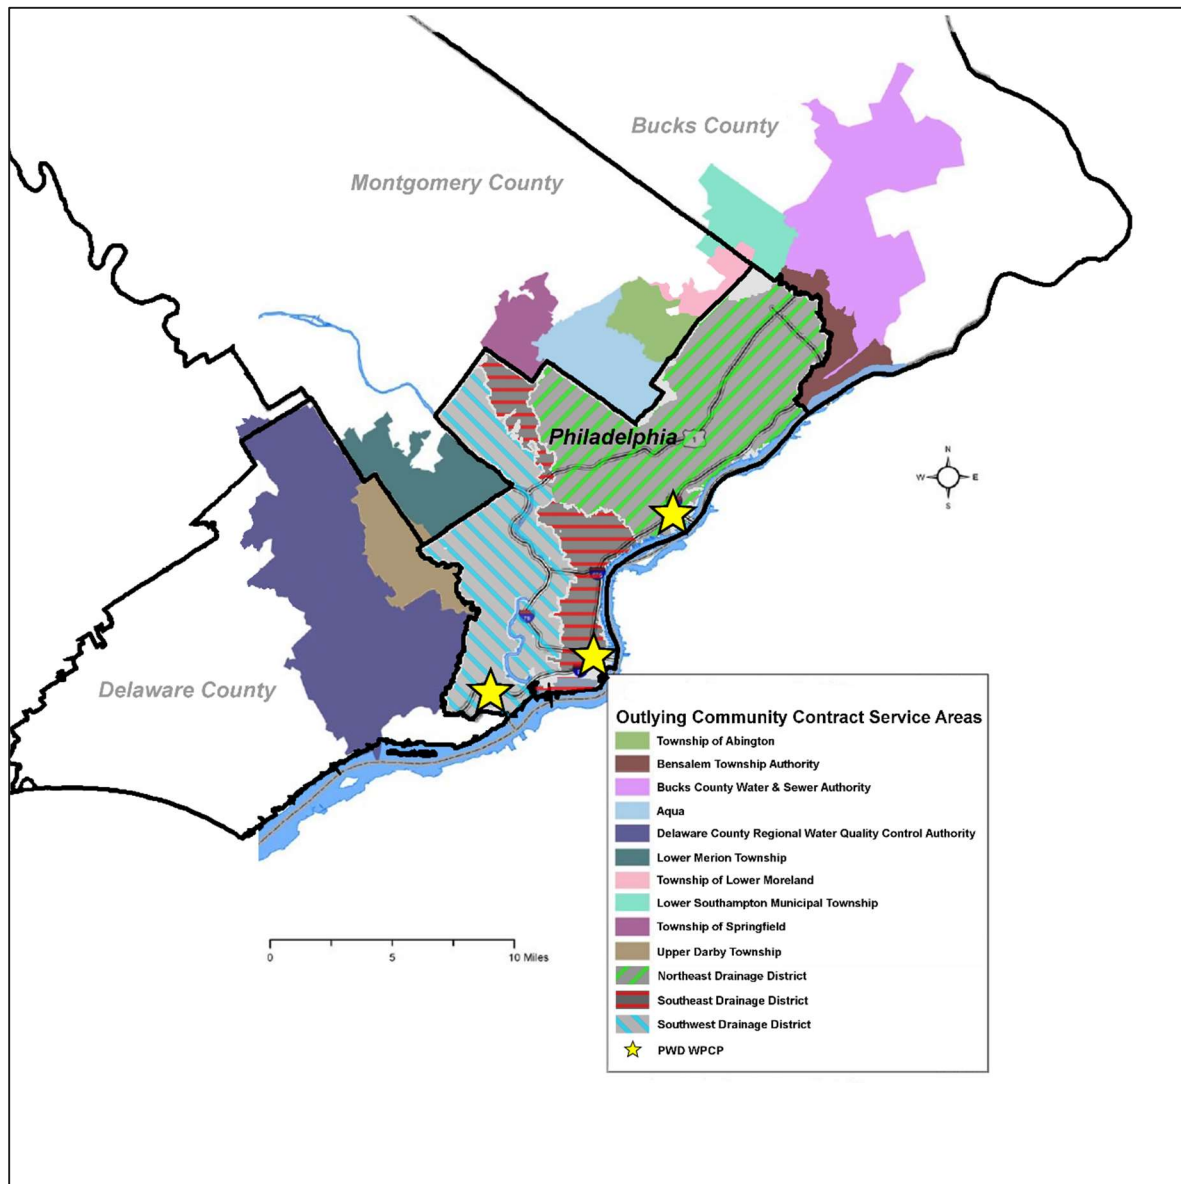 Bucks County
Montgomery County
Philadelphia
1
N
W E
S
76
Delaware County
Outlying Community Contract Service Areas
Township of Abington
Bensalem Township Authority
Bucks County Water & Sewer Authority
Aqua
Delaware County Regional Water Quality Control Authority
Lower Merion Township
Township of Lower Moreland
Lower Southampton Municipal Township
Township of Springfield
Upper Darby Township
Northeast Drainage District
Southeast Drainage District
Southwest Drainage District
PWD WPCP
0 5 10 Miles